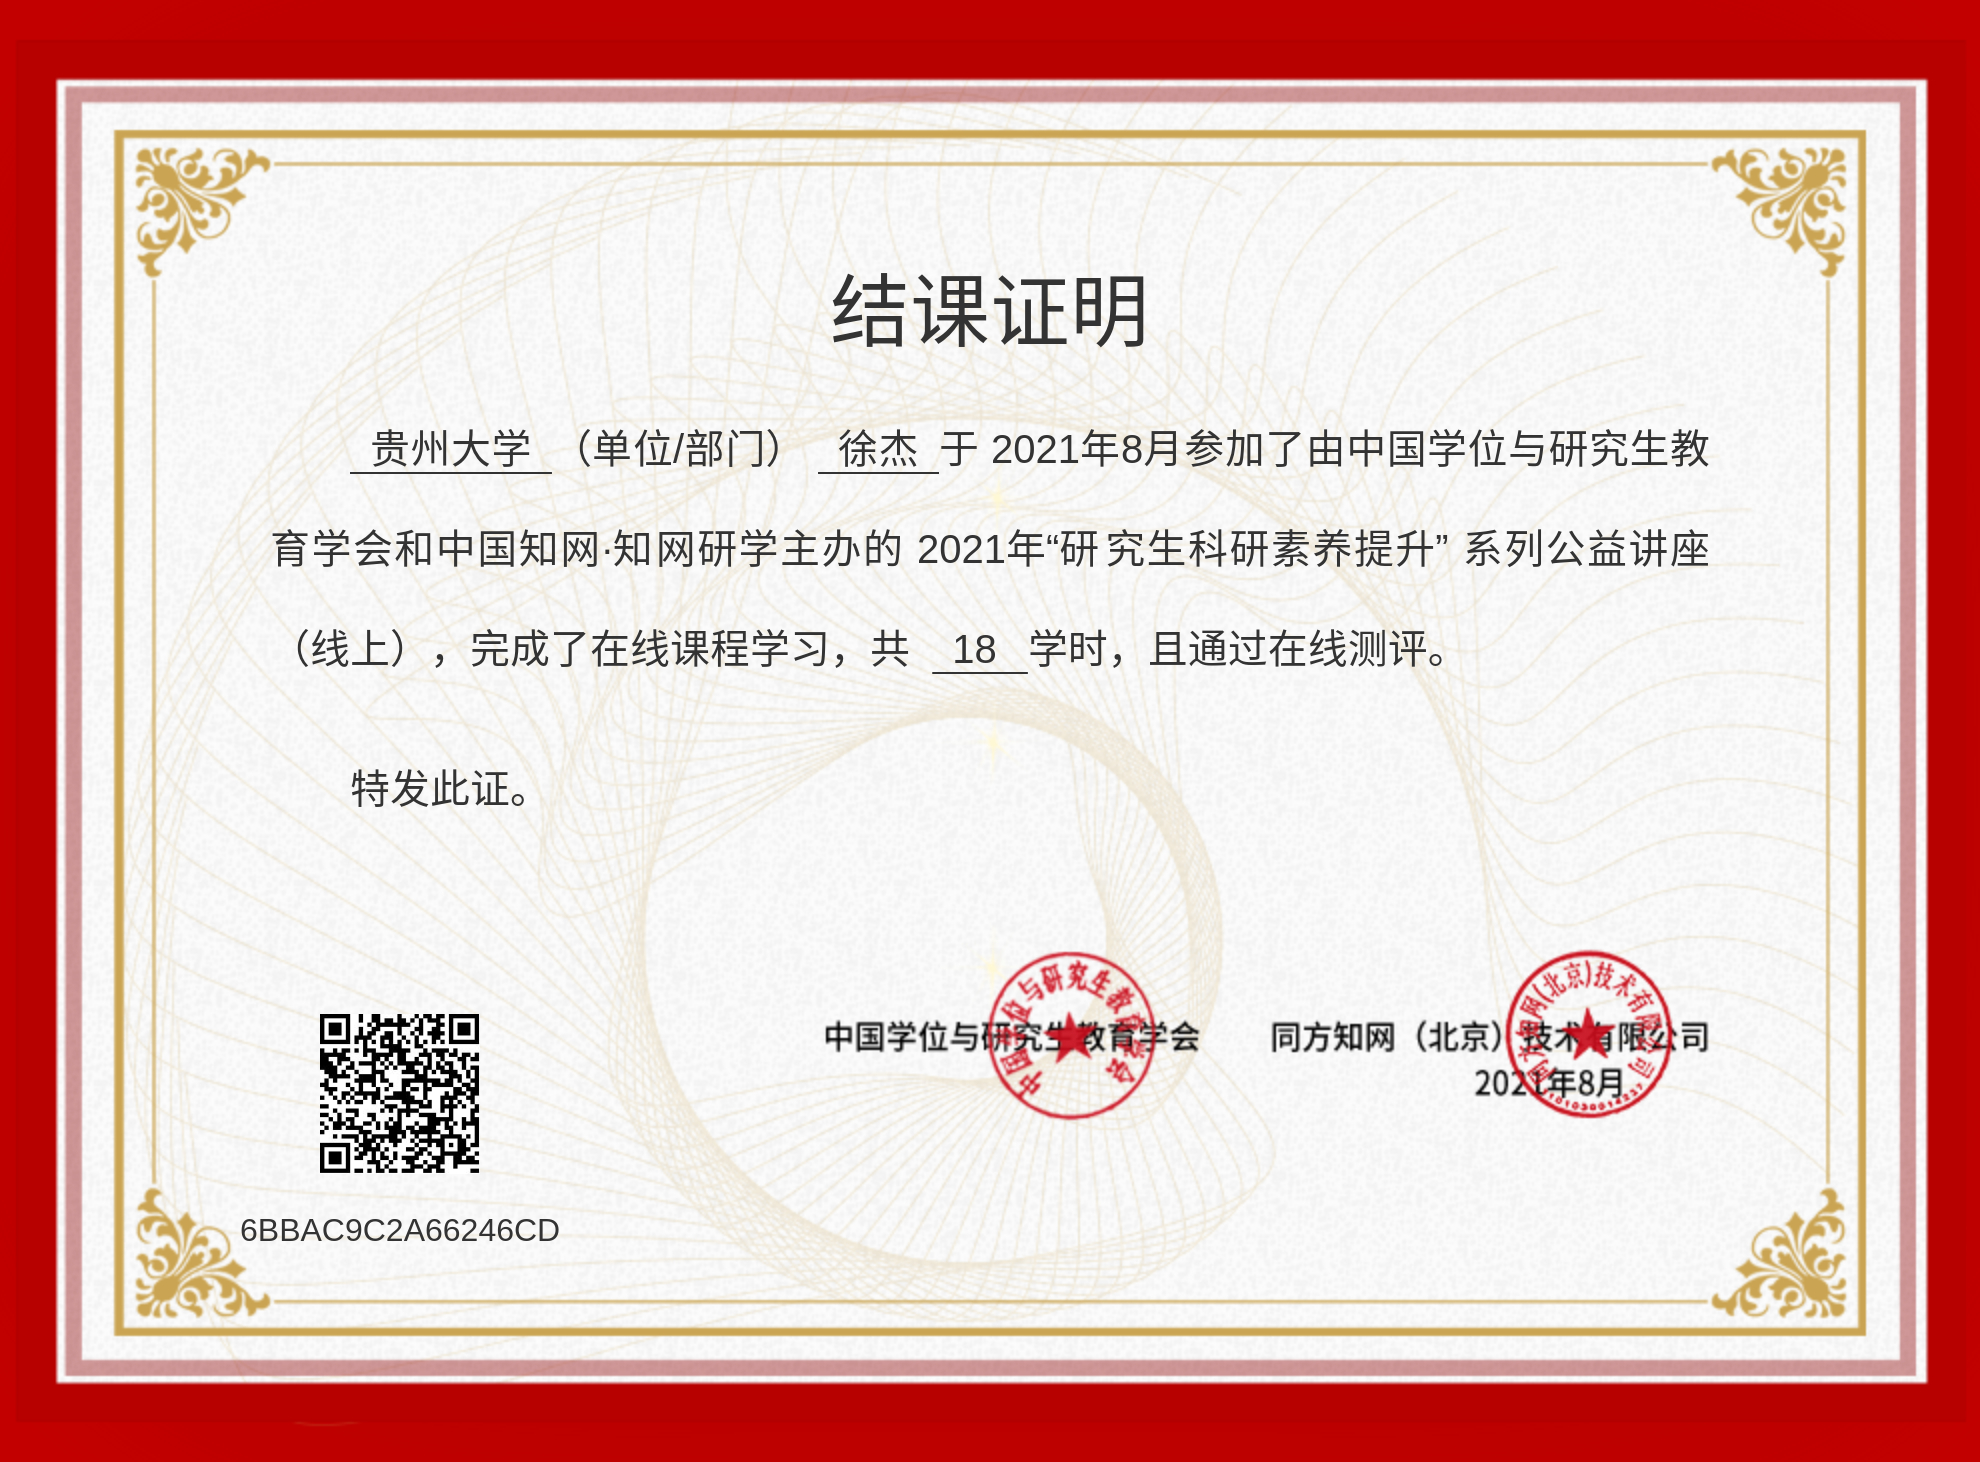 结课证明
贵州大学 （单位/部门） 徐杰 于 2021年8月参加了由中国学位与研究生教
育学会和中国知网·知网研学主办的 2021年“研究生科研素养提升” 系列公益讲座
（线上），完成了在线课程学习，共 18 学时，且通过在线测评。
特发此证。
中国学位与研究生教育学会
中国学位与研究生教育学会
同方知网（北京）技术有限公司
同方知网(北京)技术有限公司
2021年8月
6BBAC9C2A66246CD